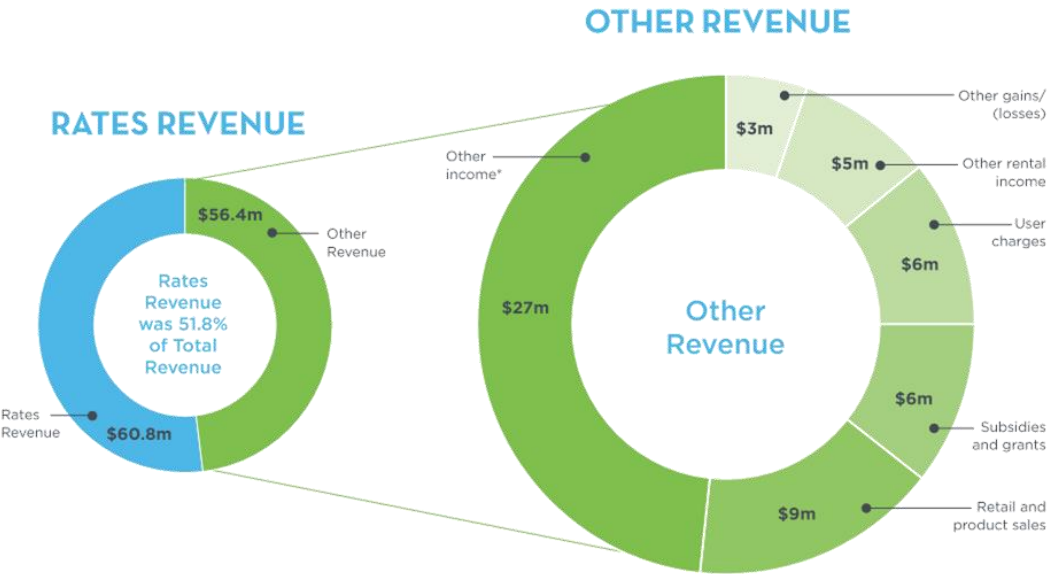 OTHER REVENUE
RATES REVENUE
$56.4m
Other
Revenue
Rates
Revenue
was 51.8%
of Total
Revenue
Rates
Revenue
$60.8m
Other
income*
$3m
Other gains/
(losses)
$5m
Other rental
income
User
charges
$6m
$27m
Other
Revenue
$6m
Subsidies
and grants
$9m
Retail and
product sales